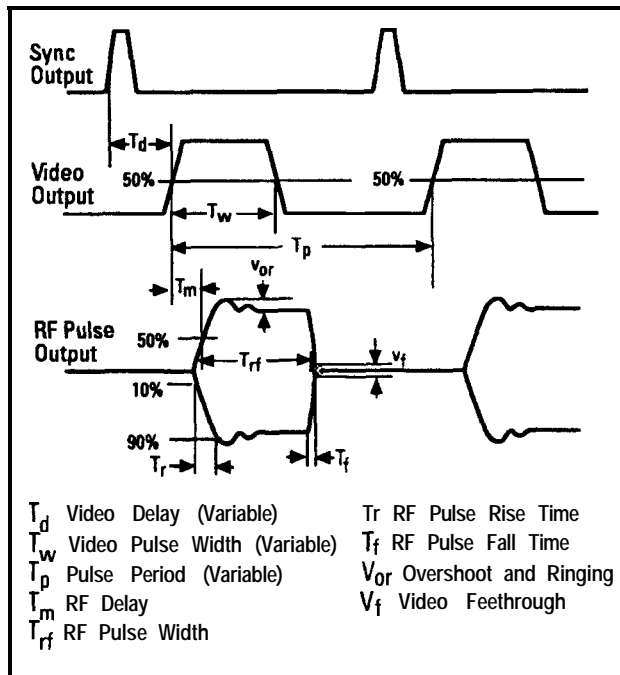 Sync
Output
Td
Video
Output
50%
50%
Tw
Tp
Tm
vor
RF Pulse
Output
50%
Trf
vf
10%
90%
Tr
Tf
Td Video Delay (Variable)
Tw Video Pulse Width (Variable)
Tp Pulse Period (Variable)
Tm RF Delay
Trf RF Pulse Width
Tr RF Pulse Rise Time
Tf RF Pulse Fall Time
Vor Overshoot and Ringing
Vf Video Feethrough